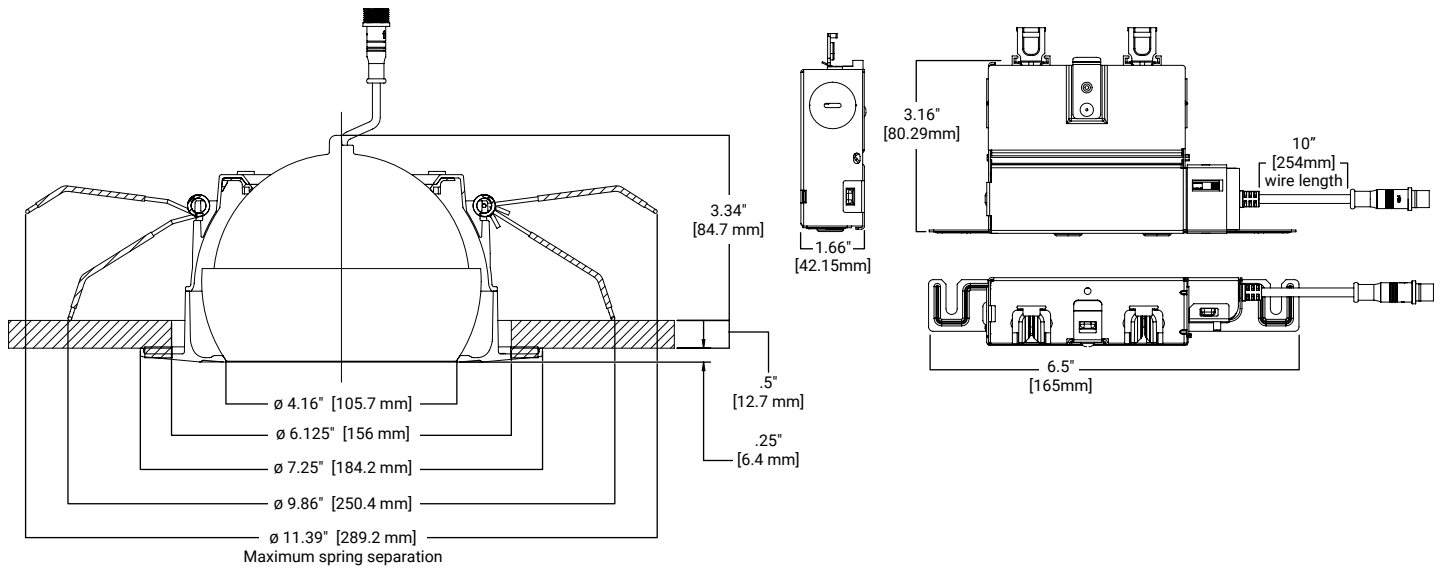 3.34"
[84.7 mm]
.5"
[12.7 mm]
.25"
[6.4 mm]
ø 4.16" [105.7 mm]
ø 6.125" [156 mm]
ø 7.25" [184.2 mm]
ø 9.86" [250.4 mm]
ø 11.39" [289.2 mm]
Maximum spring separation
1.66"
[42.15mm]
3.16"
[80.29mm]
10”
[254mm]
wire length
6.5"
[165mm]